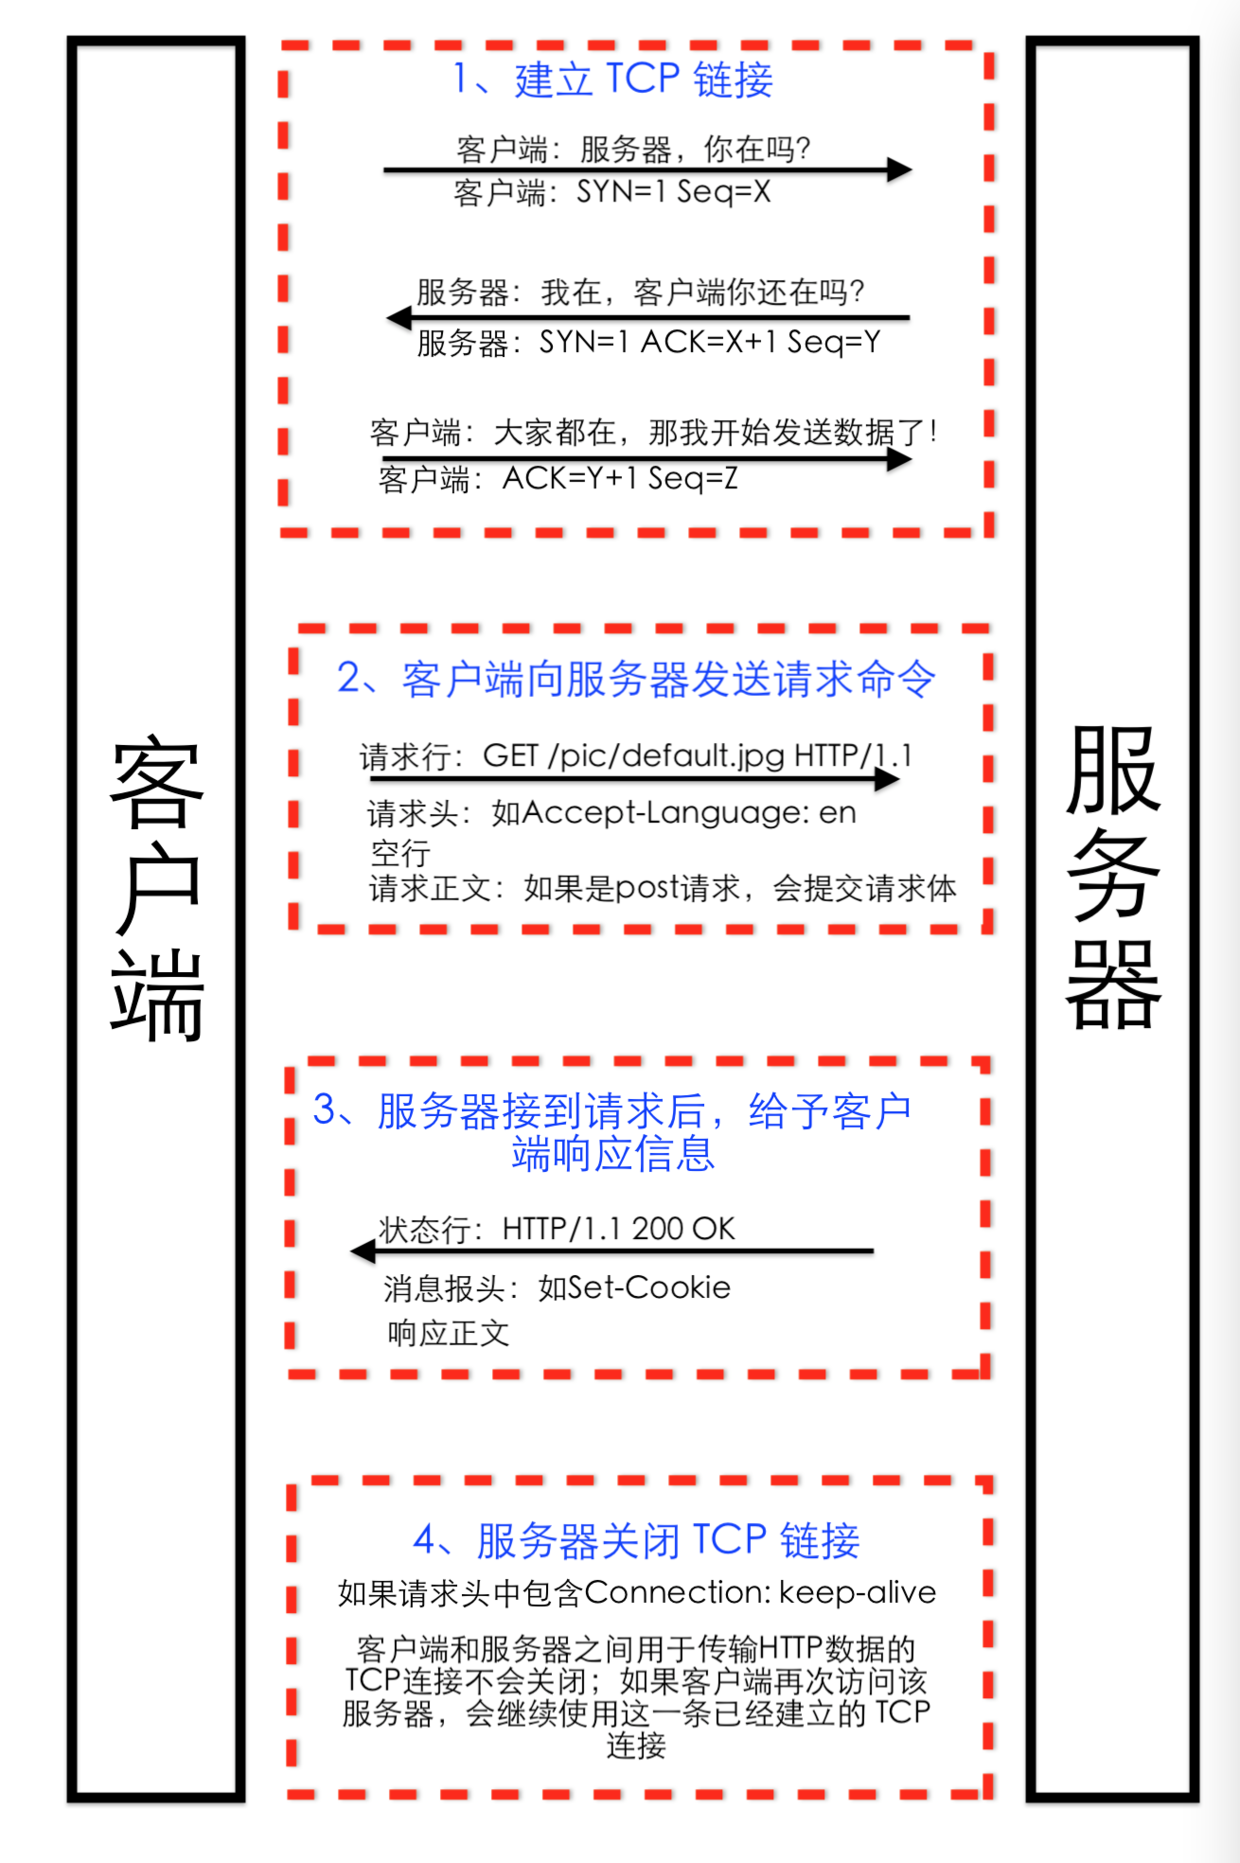 1、建立 TCP 链接
客户端：服务器，你在吗？
客户端：SYN=1 Seq=X
服务器：我在，客户端你还在吗？
服务器：SYN=1 ACK=X+1 Seq=Y
客户端：大家都在，那我开始发送数据了！
客户端：ACK=Y+1 Seq=Z
2、客户端向服务器发送请求命令
请求行：GET /pic/default.jpg HTTP/1.1
请求头：如Accept-Language: en
空行
请求正文：如果是post请求，会提交请求体
客户端
服务器
3、服务器接到请求后，给予客户
端响应信息
状态行：HTTP/1.1 200 OK
消息报头：如Set-Cookie
响应正文
4、服务器关闭 TCP 链接
如果请求头中包含Connection: keep-alive
客户端和服务器之间用于传输HTTP数据的
TCP连接不会关闭；如果客户端再次访问该
服务器，会继续使用这一条已经建立的 TCP
连接